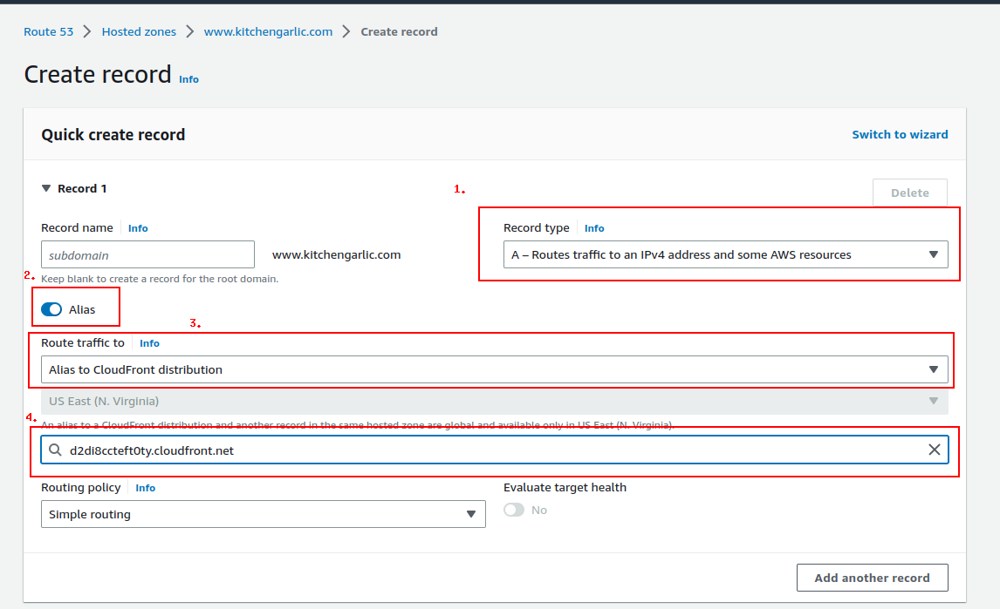 Route 53 > Hosted zones > www.kitchengarlic.com > Create record
Create record Info
Quick create record Switch to wizard
Record 1 1. Delete
Record name Info Record type Info
subdomain www.kitchengarlic.com A – Routes traffic to an IPv4 address and some AWS resources
2. Keep blank to create a record for the root domain.
Alias
3.
Route traffic to Info
Alias to CloudFront distribution
US East (N. Virginia)
4. An alias to a CloudFront distribution and another record in the same hosted zone are global and available only in US East (N. Virginia).
d2di8ccteft0ty.cloudfront.net
Routing policy Info Evaluate target health
Simple routing No
Add another record